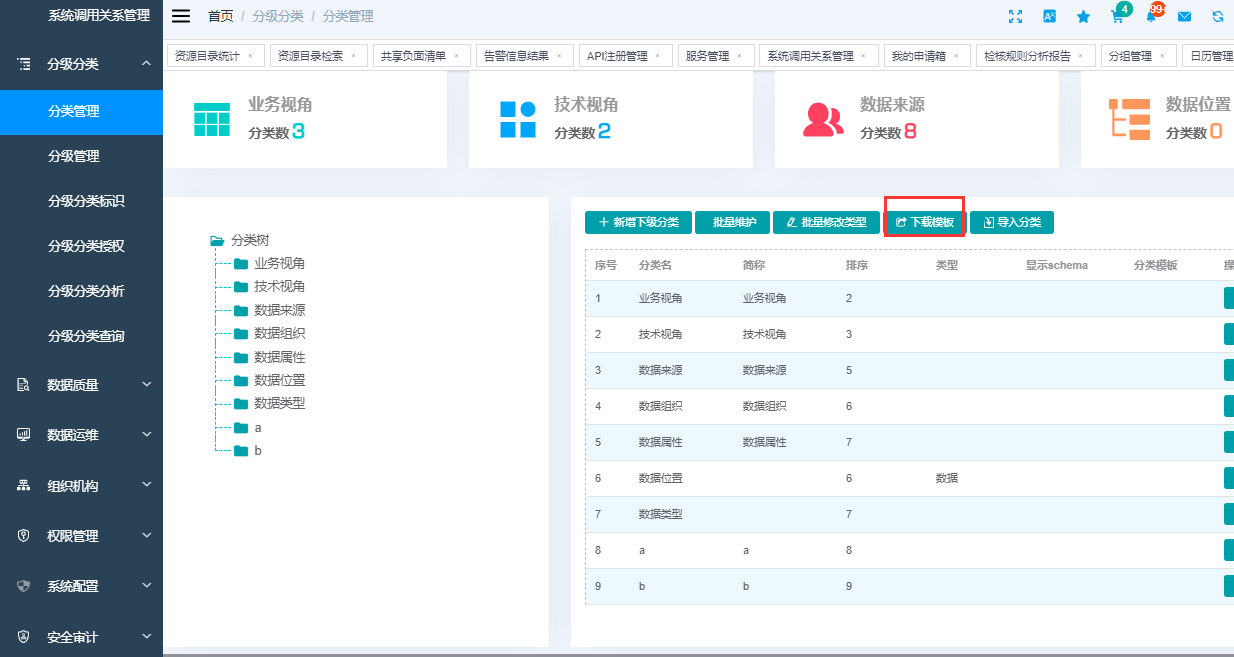 系统调用关系管理
分级分类
分类管理
分级管理
分级分类标识
分级分类授权
分级分类分析
分级分类查询
数据质量
数据运维
组织机构
权限管理
系统配置
安全审计
首页 / 分级分类 / 分类管理
4
99+
资源目录统计 × 资源目录检索 × 共享负面清单 × 告警信息结果 × API注册管理 × 服务管理 × 系统调用关系管理 × 我的申请箱 × 检核规则分析报告 × 分组管理 × 日历管理
业务视角
分类数 3
技术视角
分类数 2
数据来源
分类数 8
数据位置
分类数 0
分类树
业务视角
技术视角
数据来源
数据组织
数据属性
数据位置
数据类型
a
b
新增下级分类 批量维护 批量修改类型 下载模板 导入分类
序号 分类名 简称 排序 类型 显示schema 分类模板 操
1 业务视角 业务视角 2
2 技术视角 技术视角 3
3 数据来源 数据来源 5
4 数据组织 数据组织 6
5 数据属性 数据属性 7
6 数据位置 6 数据
7 数据类型 7
8 a a 8
9 b b 9